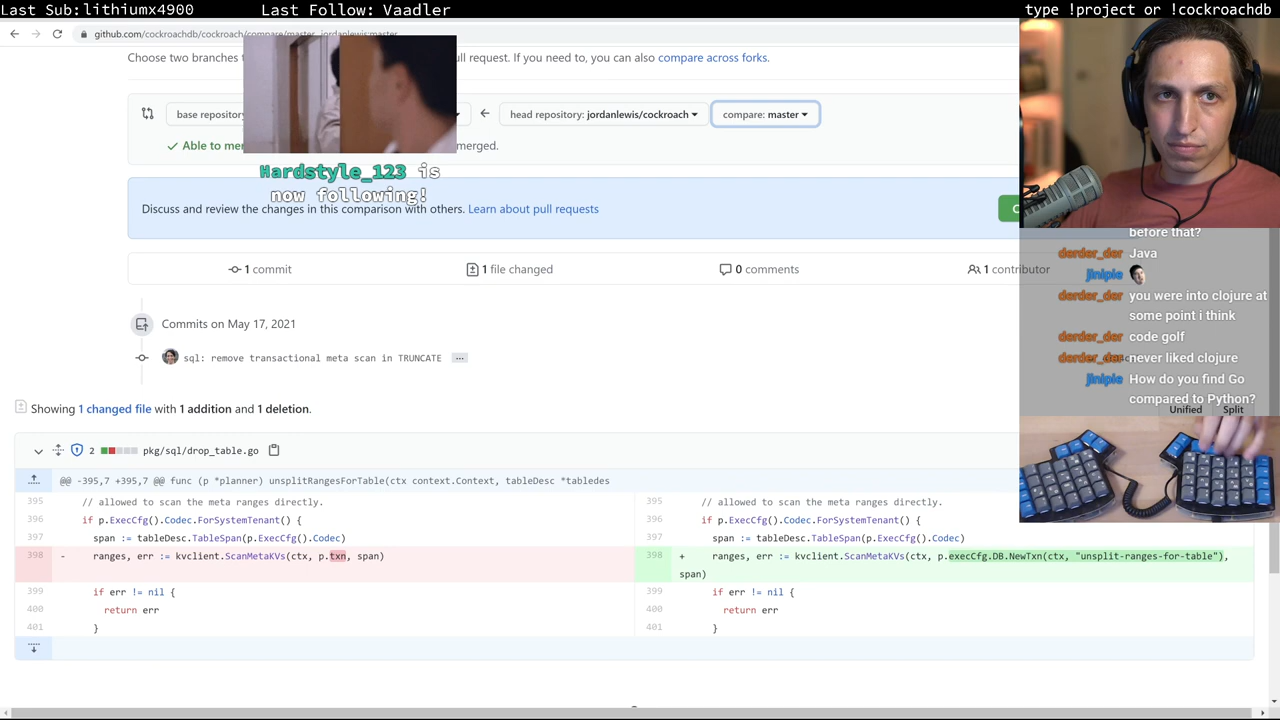 Last Sub:lithiumx4900
Last Follow: Vaadler
type !project or !cockroachdb
github.com/cockroachdb/cockroach/compare/master...jordanlewis:master
Choose two branches t
ull request. If you need to, you can also compare across forks.
base repository
head repository: jordanlewis/cockroach
compare: master
Able to mer
merged.
Hardstyle_123 is
now following!
Discuss and review the changes in this comparison with others. Learn about pull requests
1 commit
1 file changed
0 comments
1 contributor
Commits on May 17, 2021
sql: remove transactional meta scan in TRUNCATE
...
Showing 1 changed file with 1 addition and 1 deletion.
Unified
Split
2
pkg/sql/drop_table.go
@@ -395,7 +395,7 @@ func (p *planner) unsplitRangesForTable(ctx context.Context, tableDesc *tabledes
395 // allowed to scan the meta ranges directly.
396 if p.ExecCfg().Codec.ForSystemTenant() {
397 span := tableDesc.TableSpan(p.ExecCfg().Codec)
398 - ranges, err := kvclient.ScanMetaKVs(ctx, p.txn, span)
399 if err != nil {
400 return err
401 }
395 // allowed to scan the meta ranges directly.
396 if p.ExecCfg().Codec.ForSystemTenant() {
397 span := tableDesc.TableSpan(p.ExecCfg().Codec)
398 + ranges, err := kvclient.ScanMetaKVs(ctx, p.execCfg.DB.NewTxn(ctx, "unsplit-ranges-for-table"),
span)
399 if err != nil {
400 return err
401 }
before that?
derder_der Java
jinipie
derder_der you were into clojure at
some point i think
derder_der code golf
derder_der never liked clojure
jinipie How do you find Go
compared to Python?